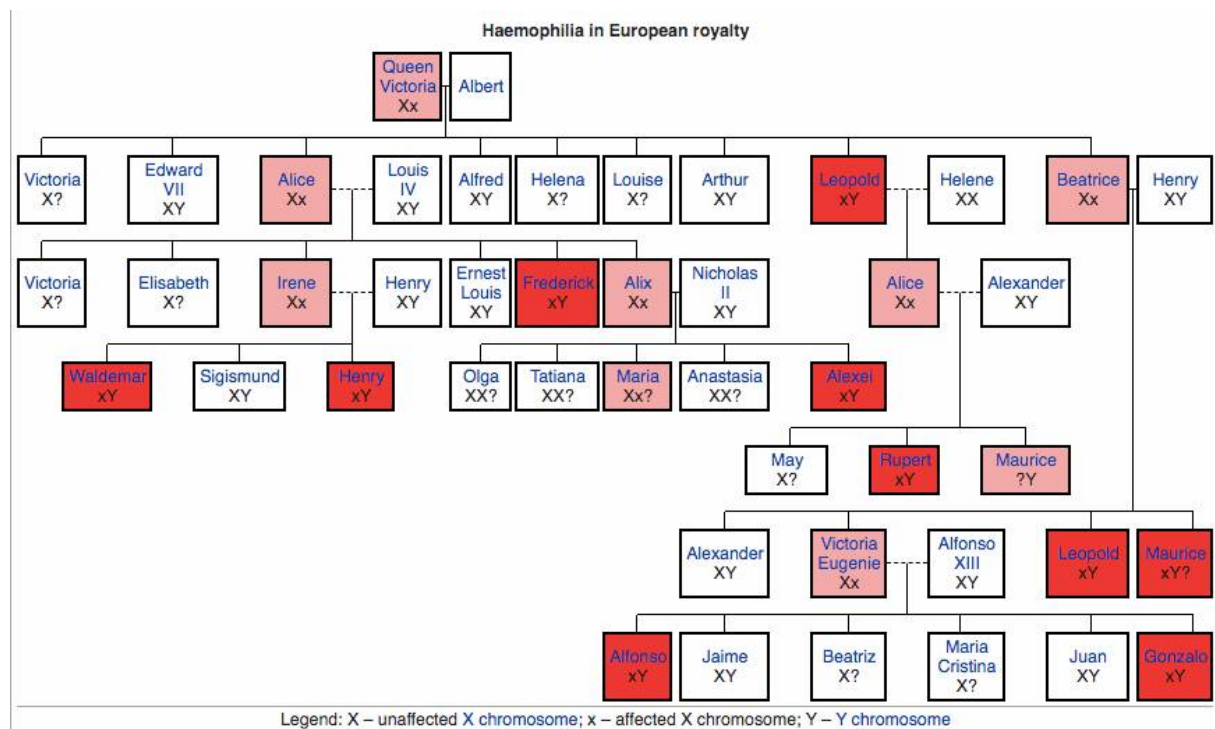 Haemophilia in European royalty
Queen
Victoria
Xx
Albert
Victoria
X?
Edward
VII
XY
Alice
Xx
Louis
IV
XY
Alfred
XY
Helena
X?
Louise
X?
Arthur
XY
Leopold
xY
Helene
XX
Beatrice
Xx
Henry
XY
Victoria
X?
Elisabeth
X?
Irene
Xx
Henry
XY
Ernest
Louis
XY
Frederick
xY
Alix
Xx
Nicholas
II
XY
Alice
Xx
Alexander
XY
Waldemar
xY
Sigismund
XY
Henry
xY
Olga
XX?
Tatiana
XX?
Maria
Xx?
Anastasia
XX?
Alexei
xY
May
X?
Rupert
xY
Maurice
?Y
Alexander
XY
Victoria
Eugenie
Xx
Alfonso
XIII
XY
Leopold
xY
Maurice
xY?
Alfonso
xY
Jaime
XY
Beatriz
X?
Maria
Cristina
X?
Juan
XY
Gonzalo
xY
Legend: X – unaffected X chromosome; x – affected X chromosome; Y – Y chromosome